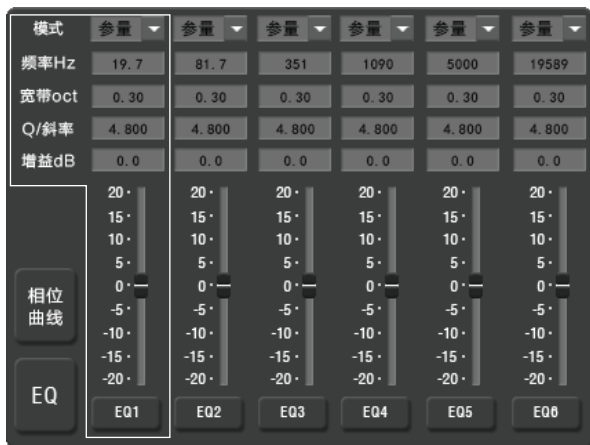 模式 参量 参量 参量 参量 参量 参量
频率Hz 19.7 81.7 351 1090 5000 19589
宽带oct 0.30 0.30 0.30 0.30 0.30 0.30
Q/斜率 4.800 4.800 4.800 4.800 4.800 4.800
增益dB 0.0 0.0 0.0 0.0 0.0 0.0
20 20 20 20 20 20
15 15 15 15 15 15
10 10 10 10 10 10
5 5 5 5 5 5
0 0 0 0 0 0
相位
曲线
-5 -5 -5 -5 -5 -5
-10 -10 -10 -10 -10 -10
-15 -15 -15 -15 -15 -15
-20 -20 -20 -20 -20 -20
EQ
EQ1 EQ2 EQ3 EQ4 EQ5 EQ6